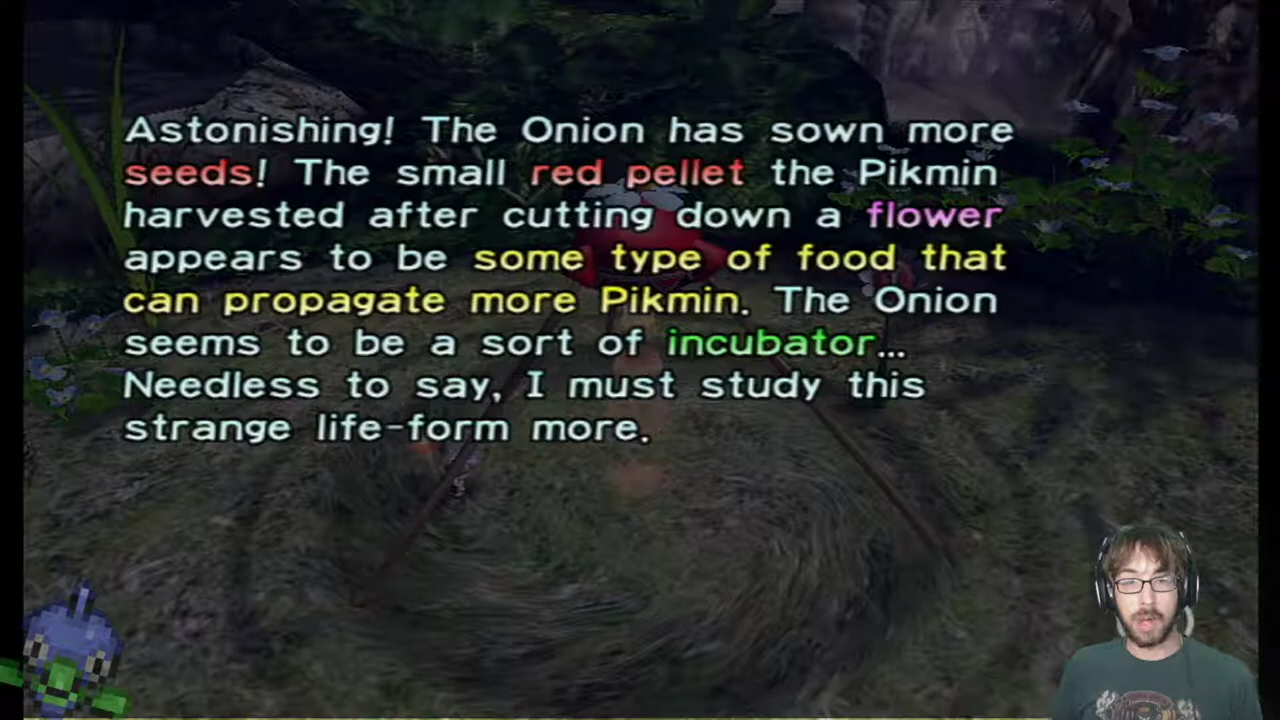 Astonishing! The Onion has sown more
seeds! The small red pellet the Pikmin
harvested after cutting down a flower
appears to be some type of food that
can propagate more Pikmin. The Onion
seems to be a sort of incubator...
Needless to say, I must study this
strange life-form more.